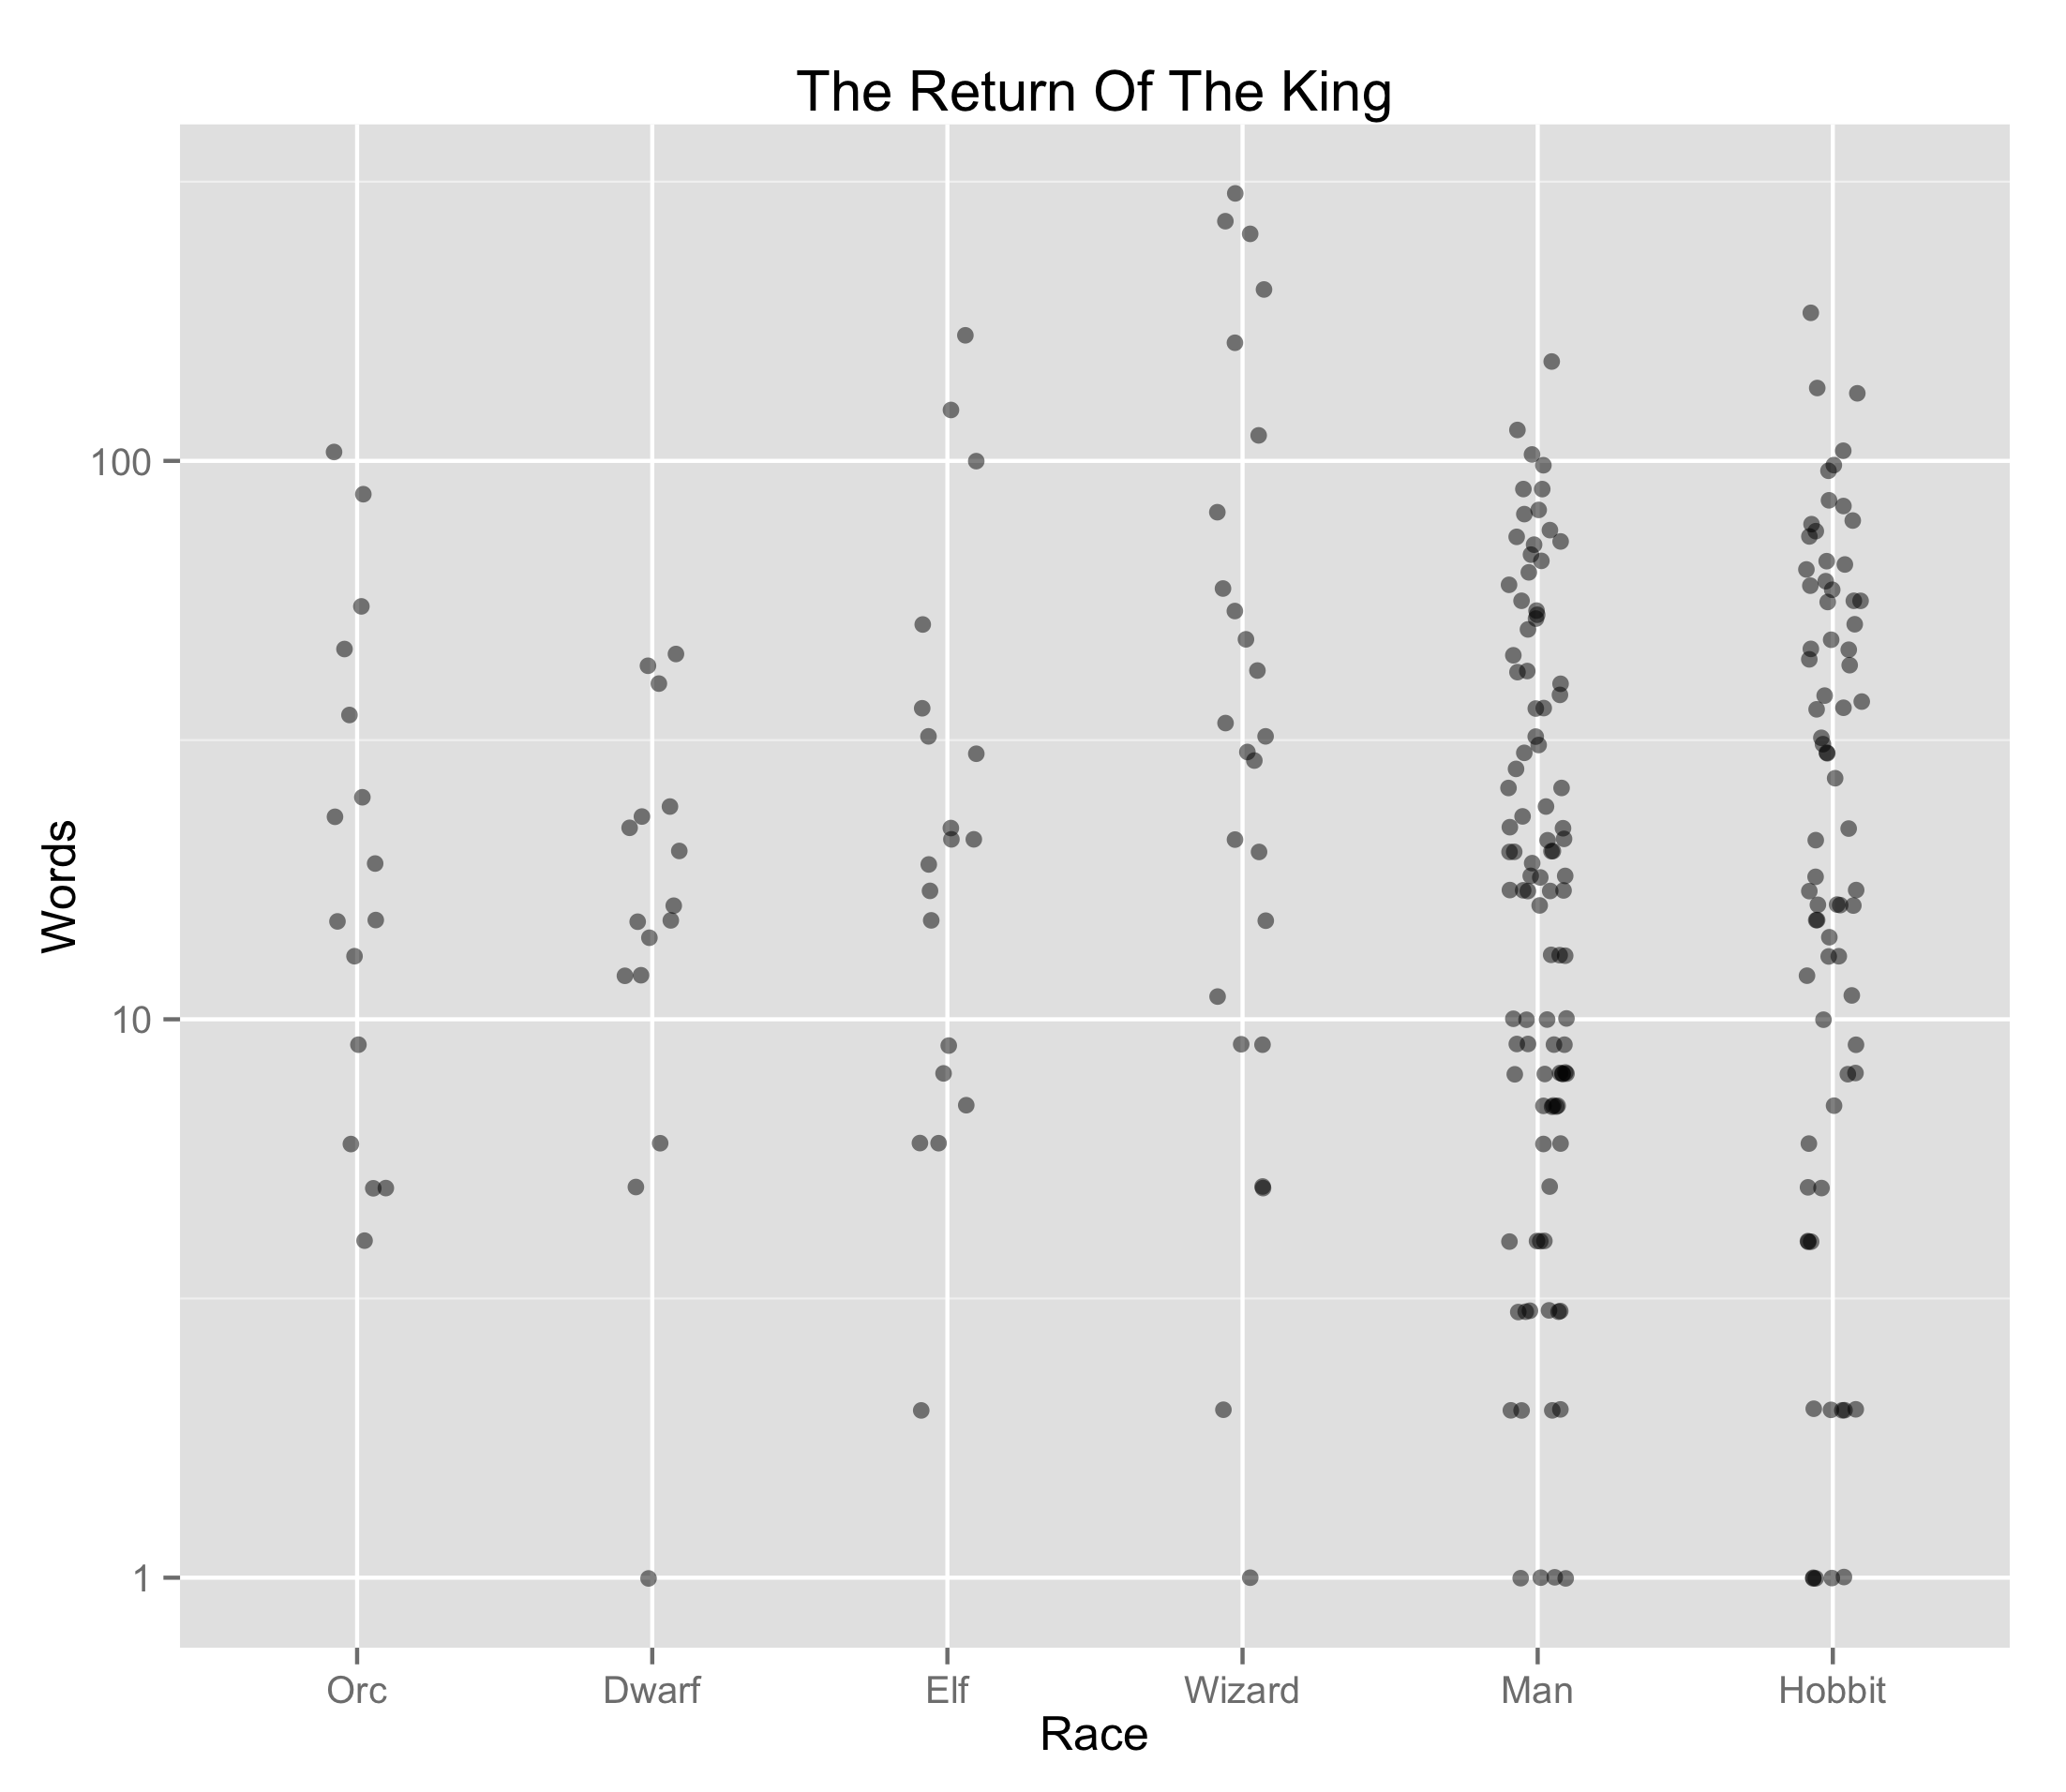 The Return Of The King
Words
100
10
1
Orc Dwarf Elf Wizard Man Hobbit
Race